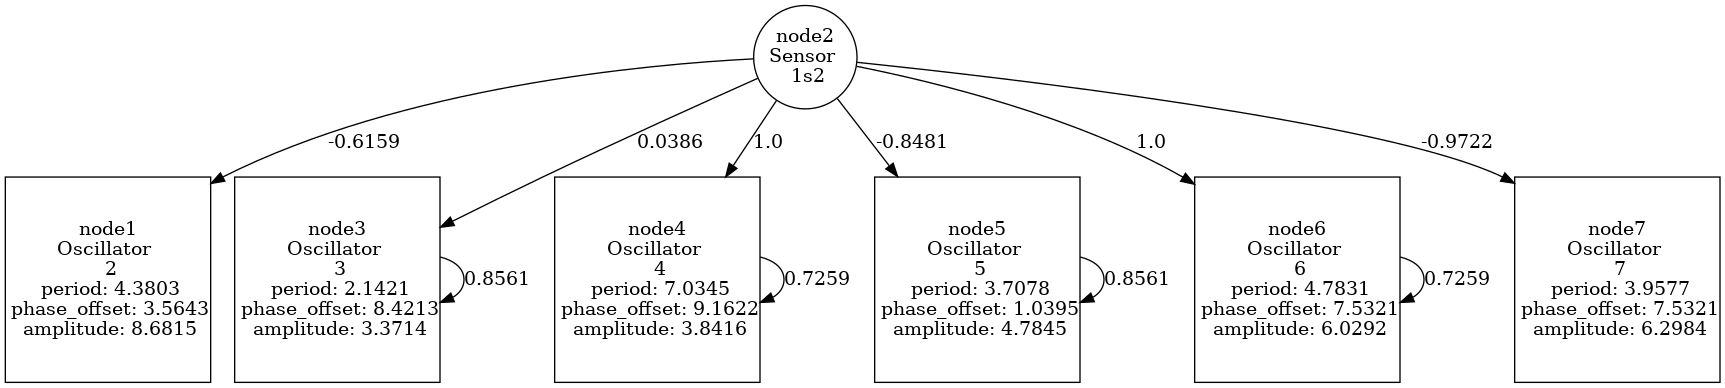 node2
Sensor
1s2
-0.6159
0.0386
1.0
-0.8481
1.0
-0.9722
node1
Oscillator
2
period: 4.3803
phase_offset: 3.5643
amplitude: 8.6815
node3
Oscillator
3
period: 2.1421
phase_offset: 8.4213
amplitude: 3.3714
0.8561
node4
Oscillator
4
period: 7.0345
phase_offset: 9.1622
amplitude: 3.8416
0.7259
node5
Oscillator
5
period: 3.7078
phase_offset: 1.0395
amplitude: 4.7845
0.8561
node6
Oscillator
6
period: 4.7831
phase_offset: 7.5321
amplitude: 6.0292
0.7259
node7
Oscillator
7
period: 3.9577
phase_offset: 7.5321
amplitude: 6.2984